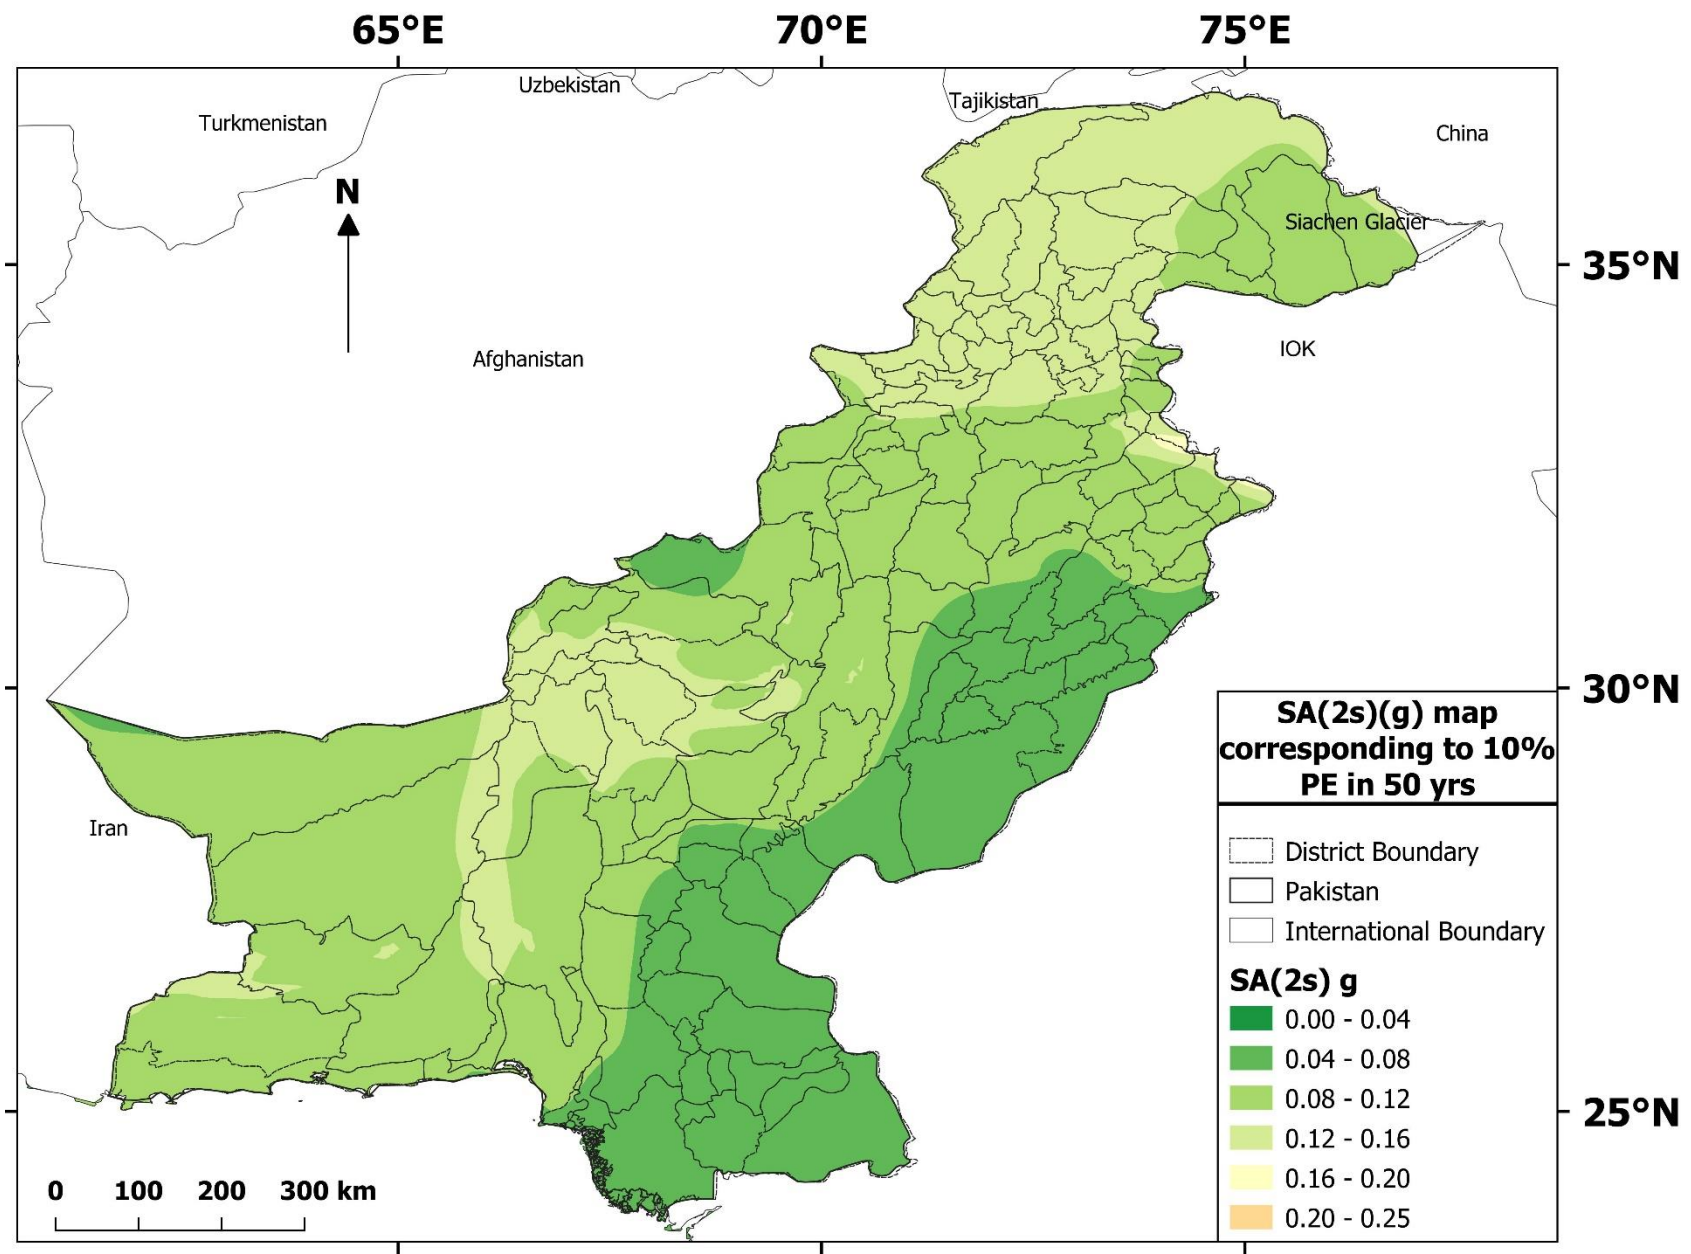 65°E 70°E 75°E
Uzbekistan
Tajikistan
Turkmenistan
China
N
Siachen Glacier
35°N
IOK
Afghanistan
30°N
SA(2s)(g) map
corresponding to 10%
PE in 50 yrs
Iran
District Boundary
Pakistan
International Boundary
SA(2s) g
0.00 - 0.04
0.04 - 0.08
0.08 - 0.12
25°N
0.12 - 0.16
0.16 - 0.20
0.20 - 0.25
0 100 200 300 km